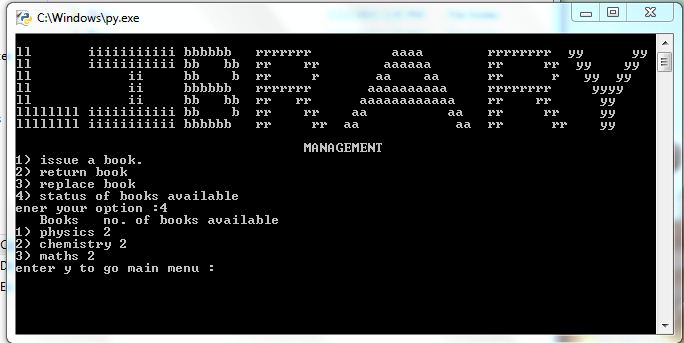 C:\Windows\py.exe
ll       iiiiiiiiiii bbbbbb   rrrrrrr          aaaa        rrrrrrrr  yy      yy
ll       iiiiiiiiiii bb   bb  rr    rr        aaaaaa       rr     rr  yy    yy
ll            ii     bb    b  rr     r       aa    aa      rr      r   yy  yy
ll            ii     bbbbbb   rrrrrrr       aaaaaaaaaa     rrrrrrrr     yyyy
ll            ii     bb   bb  rr   rr      aaaaaaaaaaaa    rr    rr      yy
llllllll iiiiiiiiiii bb    b  rr    rr    aa          aa   rr     rr     yy
llllllll iiiiiiiiiii bbbbbb   rr     rr  aa            aa  rr      rr    yy
MANAGEMENT
1) issue a book.
2) return book
3) replace book
4) status of books available
ener your option :4
Books   no. of books available
1) physics 2
2) chemistry 2
3) maths 2
enter y to go main menu :